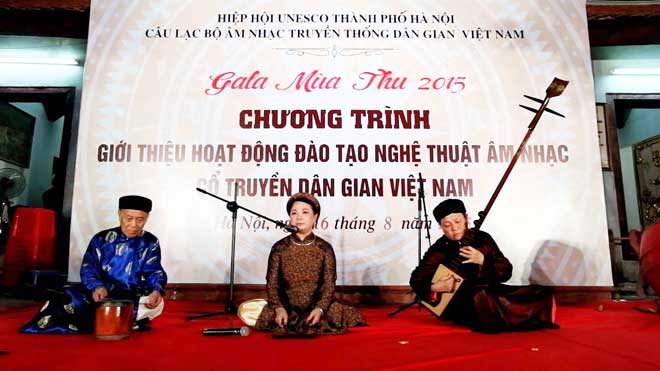 HIỆP HỘI UNESCO THÀNH PHỐ HÀ NỘI
CÂU LẠC BỘ ÂM NHẠC TRUYỀN THỐNG DÂN GIAN VIỆT NAM
Gala Mùa Thu 2015
CHƯƠNG TRÌNH
GIỚI THIỆU HOẠT ĐỘNG ĐÀO TẠO NGHỆ THUẬT ÂM NHẠC
CỔ TRUYỀN DÂN GIAN VIỆT NAM
Hà Nội, tháng 8 năm